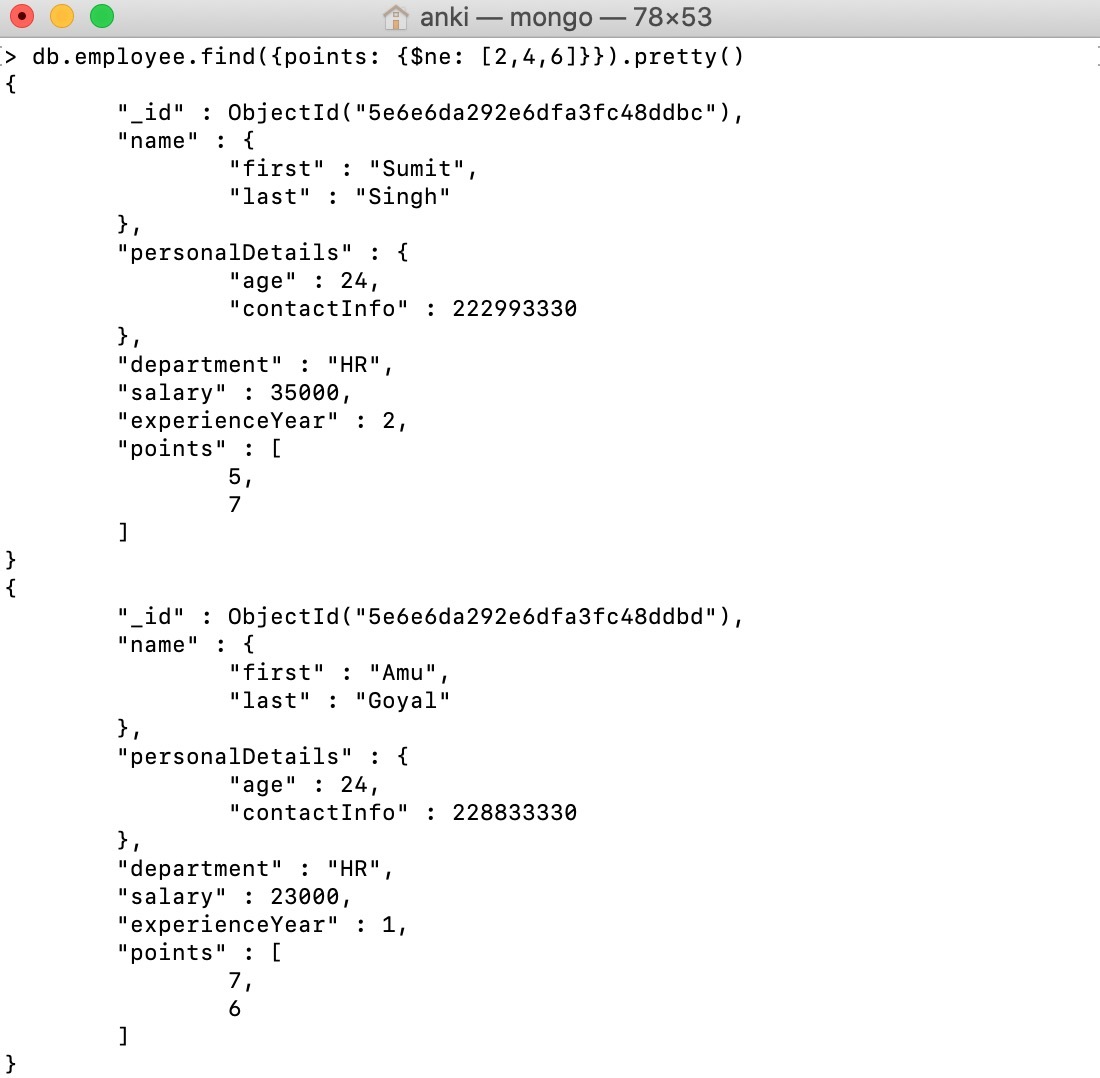 anki — mongo — 78×53
> db.employee.find({points: {$ne: [2,4,6]}}).pretty()
{
        "_id" : ObjectId("5e6e6da292e6dfa3fc48ddbc"),
        "name" : {
                "first" : "Sumit",
                "last" : "Singh"
        },
        "personalDetails" : {
                "age" : 24,
                "contactInfo" : 222993330
        },
        "department" : "HR",
        "salary" : 35000,
        "experienceYear" : 2,
        "points" : [
                5,
                7
        ]
}
{
        "_id" : ObjectId("5e6e6da292e6dfa3fc48ddbd"),
        "name" : {
                "first" : "Amu",
                "last" : "Goyal"
        },
        "personalDetails" : {
                "age" : 24,
                "contactInfo" : 228833330
        },
        "department" : "HR",
        "salary" : 23000,
        "experienceYear" : 1,
        "points" : [
                7,
                6
        ]
}